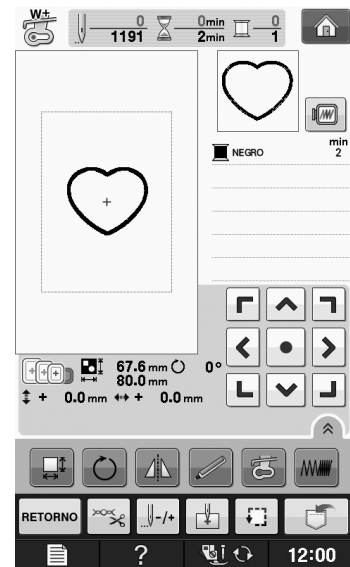 W+
0 0min 0
1191 2min 1
min
NEGRO 2
67.6 mm 0°
80.0 mm
+ 0.0 mm + 0.0 mm
RETORNO -/+
? 12:00